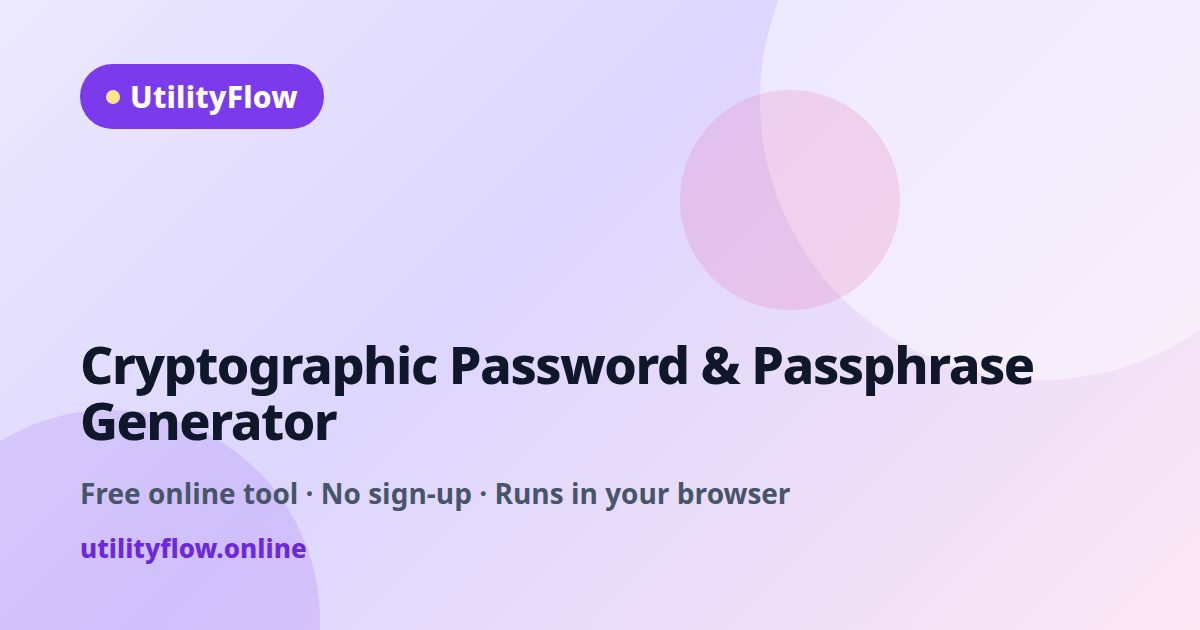 UtilityFlow
Cryptographic Password & Passphrase
Generator
Free online tool · No sign-up · Runs in your browser
utilityflow.online